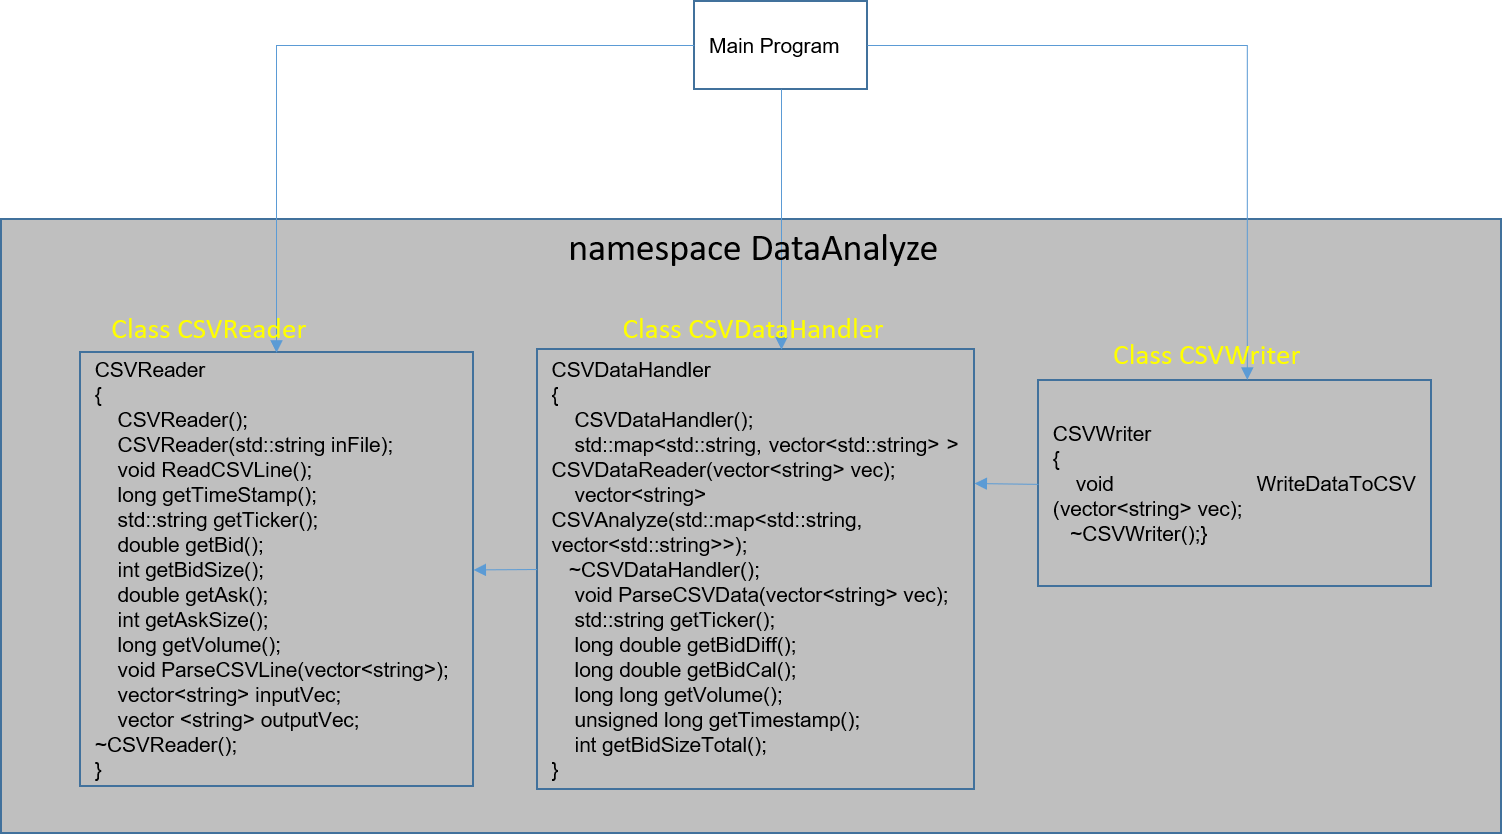 Main Program
namespace DataAnalyze
Class CSVReader
CSVReader
{
CSVReader();
CSVReader(std::string inFile);
void ReadCSVLine();
long getTimeStamp();
std::string getTicker();
double getBid();
int getBidSize();
double getAsk();
int getAskSize();
long getVolume();
void ParseCSVLine(vector<string>);
vector<string> inputVec;
vector <string> outputVec;
~CSVReader();
}
Class CSVDataHandler
CSVDataHandler
{
CSVDataHandler();
std::map<std::string, vector<std::string> >
CSVDataReader(vector<string> vec);
vector<string>
CSVAnalyze(std::map<std::string,
vector<std::string>>);
~CSVDataHandler();
void ParseCSVData(vector<string> vec);
std::string getTicker();
long double getBidDiff();
long double getBidCal();
long long getVolume();
unsigned long getTimestamp();
int getBidSizeTotal();
}
Class CSVWriter
CSVWriter
{
void WriteDataToCSV
(vector<string> vec);
~CSVWriter();}